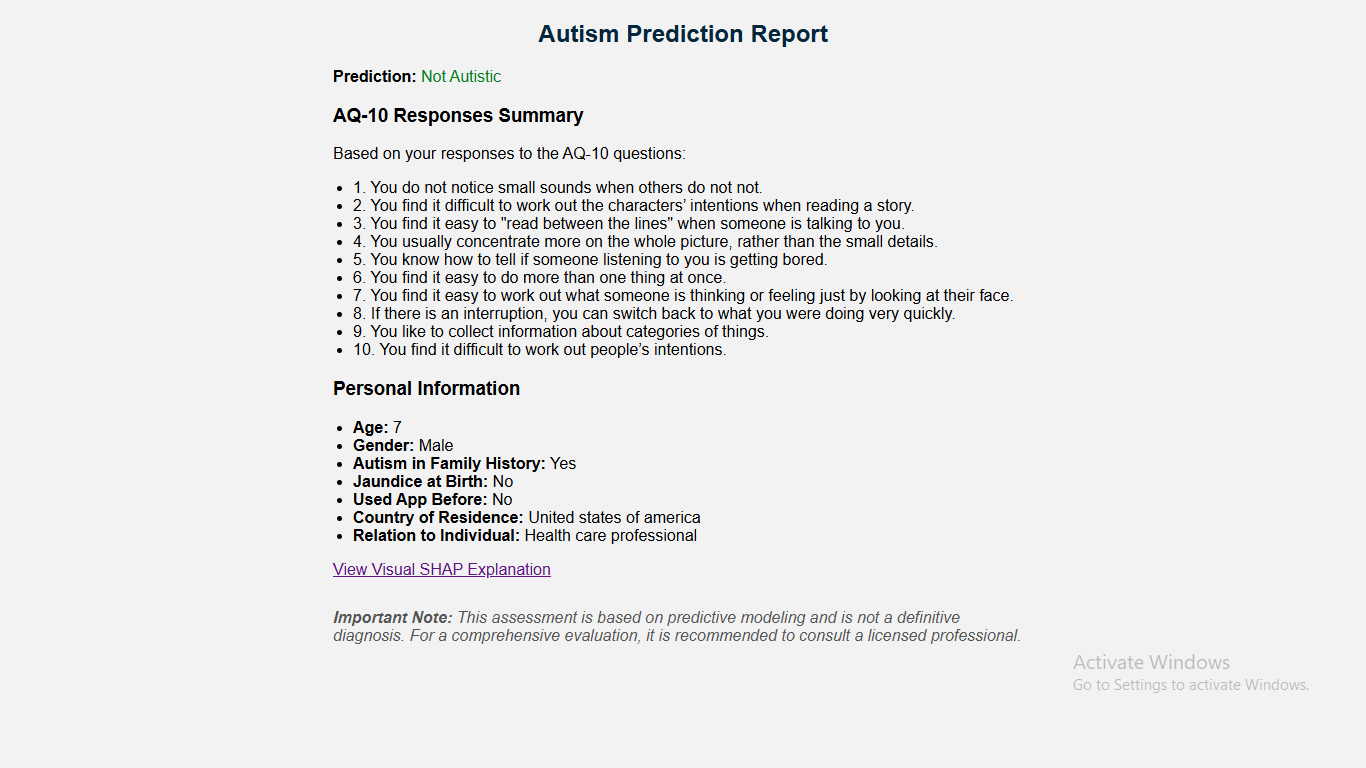 Autism Prediction Report
Prediction: Not Autistic
AQ-10 Responses Summary
Based on your responses to the AQ-10 questions:
• 1. You do not notice small sounds when others do not not.
• 2. You find it difficult to work out the characters’ intentions when reading a story.
• 3. You find it easy to "read between the lines" when someone is talking to you.
• 4. You usually concentrate more on the whole picture, rather than the small details.
• 5. You know how to tell if someone listening to you is getting bored.
• 6. You find it easy to do more than one thing at once.
• 7. You find it easy to work out what someone is thinking or feeling just by looking at their face.
• 8. If there is an interruption, you can switch back to what you were doing very quickly.
• 9. You like to collect information about categories of things.
• 10. You find it difficult to work out people’s intentions.
Personal Information
• Age: 7
• Gender: Male
• Autism in Family History: Yes
• Jaundice at Birth: No
• Used App Before: No
• Country of Residence: United states of america
• Relation to Individual: Health care professional
View Visual SHAP Explanation
Important Note: This assessment is based on predictive modeling and is not a definitive
diagnosis. For a comprehensive evaluation, it is recommended to consult a licensed professional.
Activate Windows
Go to Settings to activate Windows.